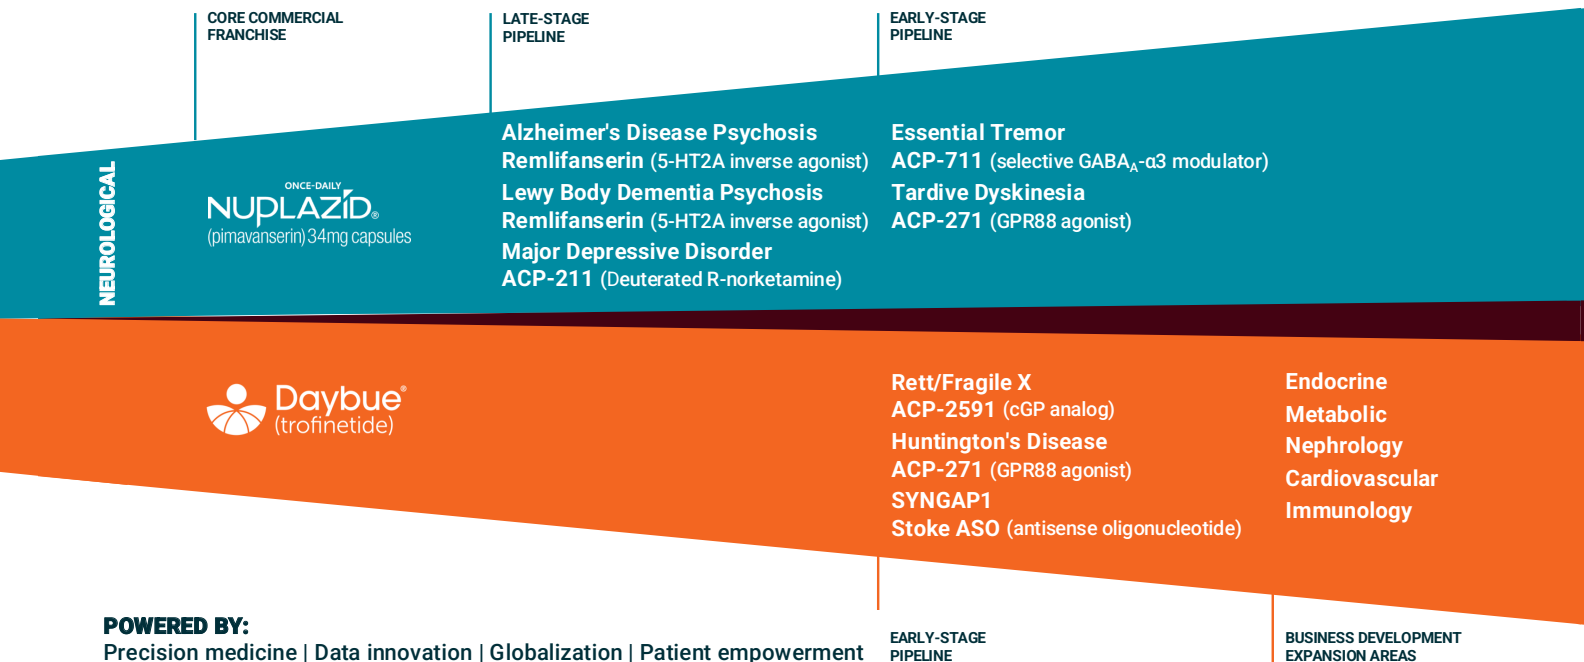 CORE COMMERCIAL
FRANCHISE
LATE-STAGE
PIPELINE
EARLY-STAGE
PIPELINE
NEUROLOGICAL
ONCE-DAILY
NUPLAZID®
(pimavanserin) 34mg capsules
Alzheimer's Disease Psychosis
Remlifanserin (5-HT2A inverse agonist)
Lewy Body Dementia Psychosis
Remlifanserin (5-HT2A inverse agonist)
Major Depressive Disorder
ACP-211 (Deuterated R-norketamine)
Essential Tremor
ACP-711 (selective GABAA-α3 modulator)
Tardive Dyskinesia
ACP-271 (GPR88 agonist)
Daybue®
(trofinetide)
Rett/Fragile X
ACP-2591 (cGP analog)
Huntington's Disease
ACP-271 (GPR88 agonist)
SYNGAP1
Stoke ASO (antisense oligonucleotide)
Endocrine
Metabolic
Nephrology
Cardiovascular
Immunology
EARLY-STAGE
PIPELINE
BUSINESS DEVELOPMENT
EXPANSION AREAS
POWERED BY:
Precision medicine | Data innovation | Globalization | Patient empowerment